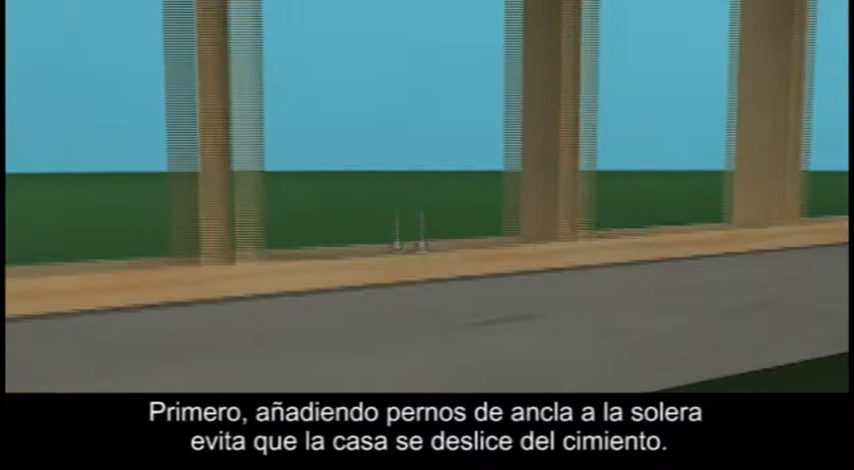 Primero, añadiendo pernos de ancla a la solera
evita que la casa se deslice del cimiento.